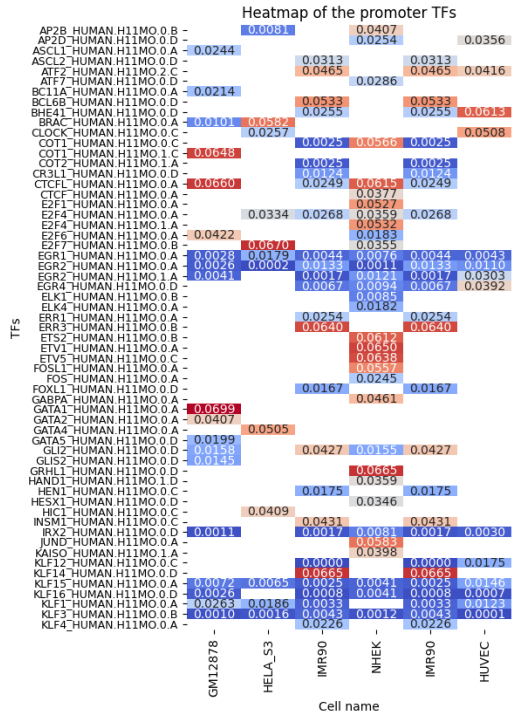 Heatmap of the promoter TFs
AP2B_HUMAN.H11MO.0.B 0.0081 0.0407
AP2D_HUMAN.H11MO.0.D 0.0254 0.0356
ASCL1_HUMAN.H11MO.0.A 0.0244
ASCL2_HUMAN.H11MO.0.D 0.0313 0.0313
ATF2_HUMAN.H11MO.2.C 0.0465 0.0465 0.0416
ATF7_HUMAN.H11MO.0.D 0.0286
BC11A_HUMAN.H11MO.0.A 0.0214
BCL6B_HUMAN.H11MO.0.D 0.0533 0.0533
BHE41_HUMAN.H11MO.0.D 0.0255 0.0255 0.0613
BRAC_HUMAN.H11MO.0.A 0.0101 0.0582
CLOCK_HUMAN.H11MO.0.C 0.0257 0.0508
COT1_HUMAN.H11MO.0.C 0.0025 0.0566 0.0025
COT1_HUMAN.H11MO.1.C 0.0648
COT2_HUMAN.H11MO.1.A 0.0025 0.0025
CR3L1_HUMAN.H11MO.0.D 0.0124 0.0124
CTCFL_HUMAN.H11MO.0.A 0.0660 0.0249 0.0615 0.0249
CTCF_HUMAN.H11MO.0.A 0.0377
E2F1_HUMAN.H11MO.0.A 0.0527
E2F4_HUMAN.H11MO.0.A 0.0334 0.0268 0.0359 0.0268
E2F4_HUMAN.H11MO.1.A 0.0532
E2F6_HUMAN.H11MO.0.A 0.0422 0.0183
E2F7_HUMAN.H11MO.0.B 0.0670 0.0355
EGR1_HUMAN.H11MO.0.A 0.0028 0.0179 0.0044 0.0076 0.0044 0.0043
EGR2_HUMAN.H11MO.0.A 0.0026 0.0002 0.0133 0.0011 0.0133 0.0110
EGR2_HUMAN.H11MO.1.A 0.0041 0.0017 0.0121 0.0017 0.0303
EGR4_HUMAN.H11MO.0.D 0.0067 0.0094 0.0067 0.0392
ELK1_HUMAN.H11MO.0.B 0.0085
ELK4_HUMAN.H11MO.0.A 0.0182
ERR1_HUMAN.H11MO.0.A 0.0254 0.0254
ERR3_HUMAN.H11MO.0.B 0.0640 0.0640
ETS2_HUMAN.H11MO.0.B 0.0612
ETV1_HUMAN.H11MO.0.A 0.0650
ETV5_HUMAN.H11MO.0.C 0.0638
FOSL1_HUMAN.H11MO.0.A 0.0557
FOS_HUMAN.H11MO.0.A 0.0245
FOXL1_HUMAN.H11MO.0.D 0.0167 0.0167
GABPA_HUMAN.H11MO.0.A 0.0461
GATA1_HUMAN.H11MO.0.A 0.0699
GATA2_HUMAN.H11MO.0.A 0.0407
GATA4_HUMAN.H11MO.0.A 0.0505
GATA5_HUMAN.H11MO.0.D 0.0199
GLI2_HUMAN.H11MO.0.D 0.0158 0.0427 0.0155 0.0427
GLIS2_HUMAN.H11MO.0.D 0.0145
GRHL1_HUMAN.H11MO.0.D 0.0665
HAND1_HUMAN.H11MO.1.D 0.0359
HEN1_HUMAN.H11MO.0.C 0.0175 0.0175
HESX1_HUMAN.H11MO.0.D 0.0346
HIC1_HUMAN.H11MO.0.C 0.0409
INSM1_HUMAN.H11MO.0.C 0.0431 0.0431
IRX2_HUMAN.H11MO.0.D 0.0011 0.0017 0.0081 0.0017 0.0030
JUND_HUMAN.H11MO.0.A 0.0583
KAISO_HUMAN.H11MO.1.A 0.0398
KLF12_HUMAN.H11MO.0.C 0.0000 0.0000 0.0175
KLF14_HUMAN.H11MO.0.D 0.0665 0.0665
KLF15_HUMAN.H11MO.0.A 0.0072 0.0065 0.0025 0.0041 0.0025 0.0146
KLF16_HUMAN.H11MO.0.D 0.0026 0.0008 0.0041 0.0008 0.0007
KLF1_HUMAN.H11MO.0.A 0.0263 0.0186 0.0033 0.0033 0.0123
KLF3_HUMAN.H11MO.0.B 0.0010 0.0016 0.0043 0.0012 0.0043 0.0001
KLF4_HUMAN.H11MO.0.A 0.0226 0.0226
TFs
GM12878 HELA_S3 IMR90 NHEK IMR90 HUVEC
Cell name